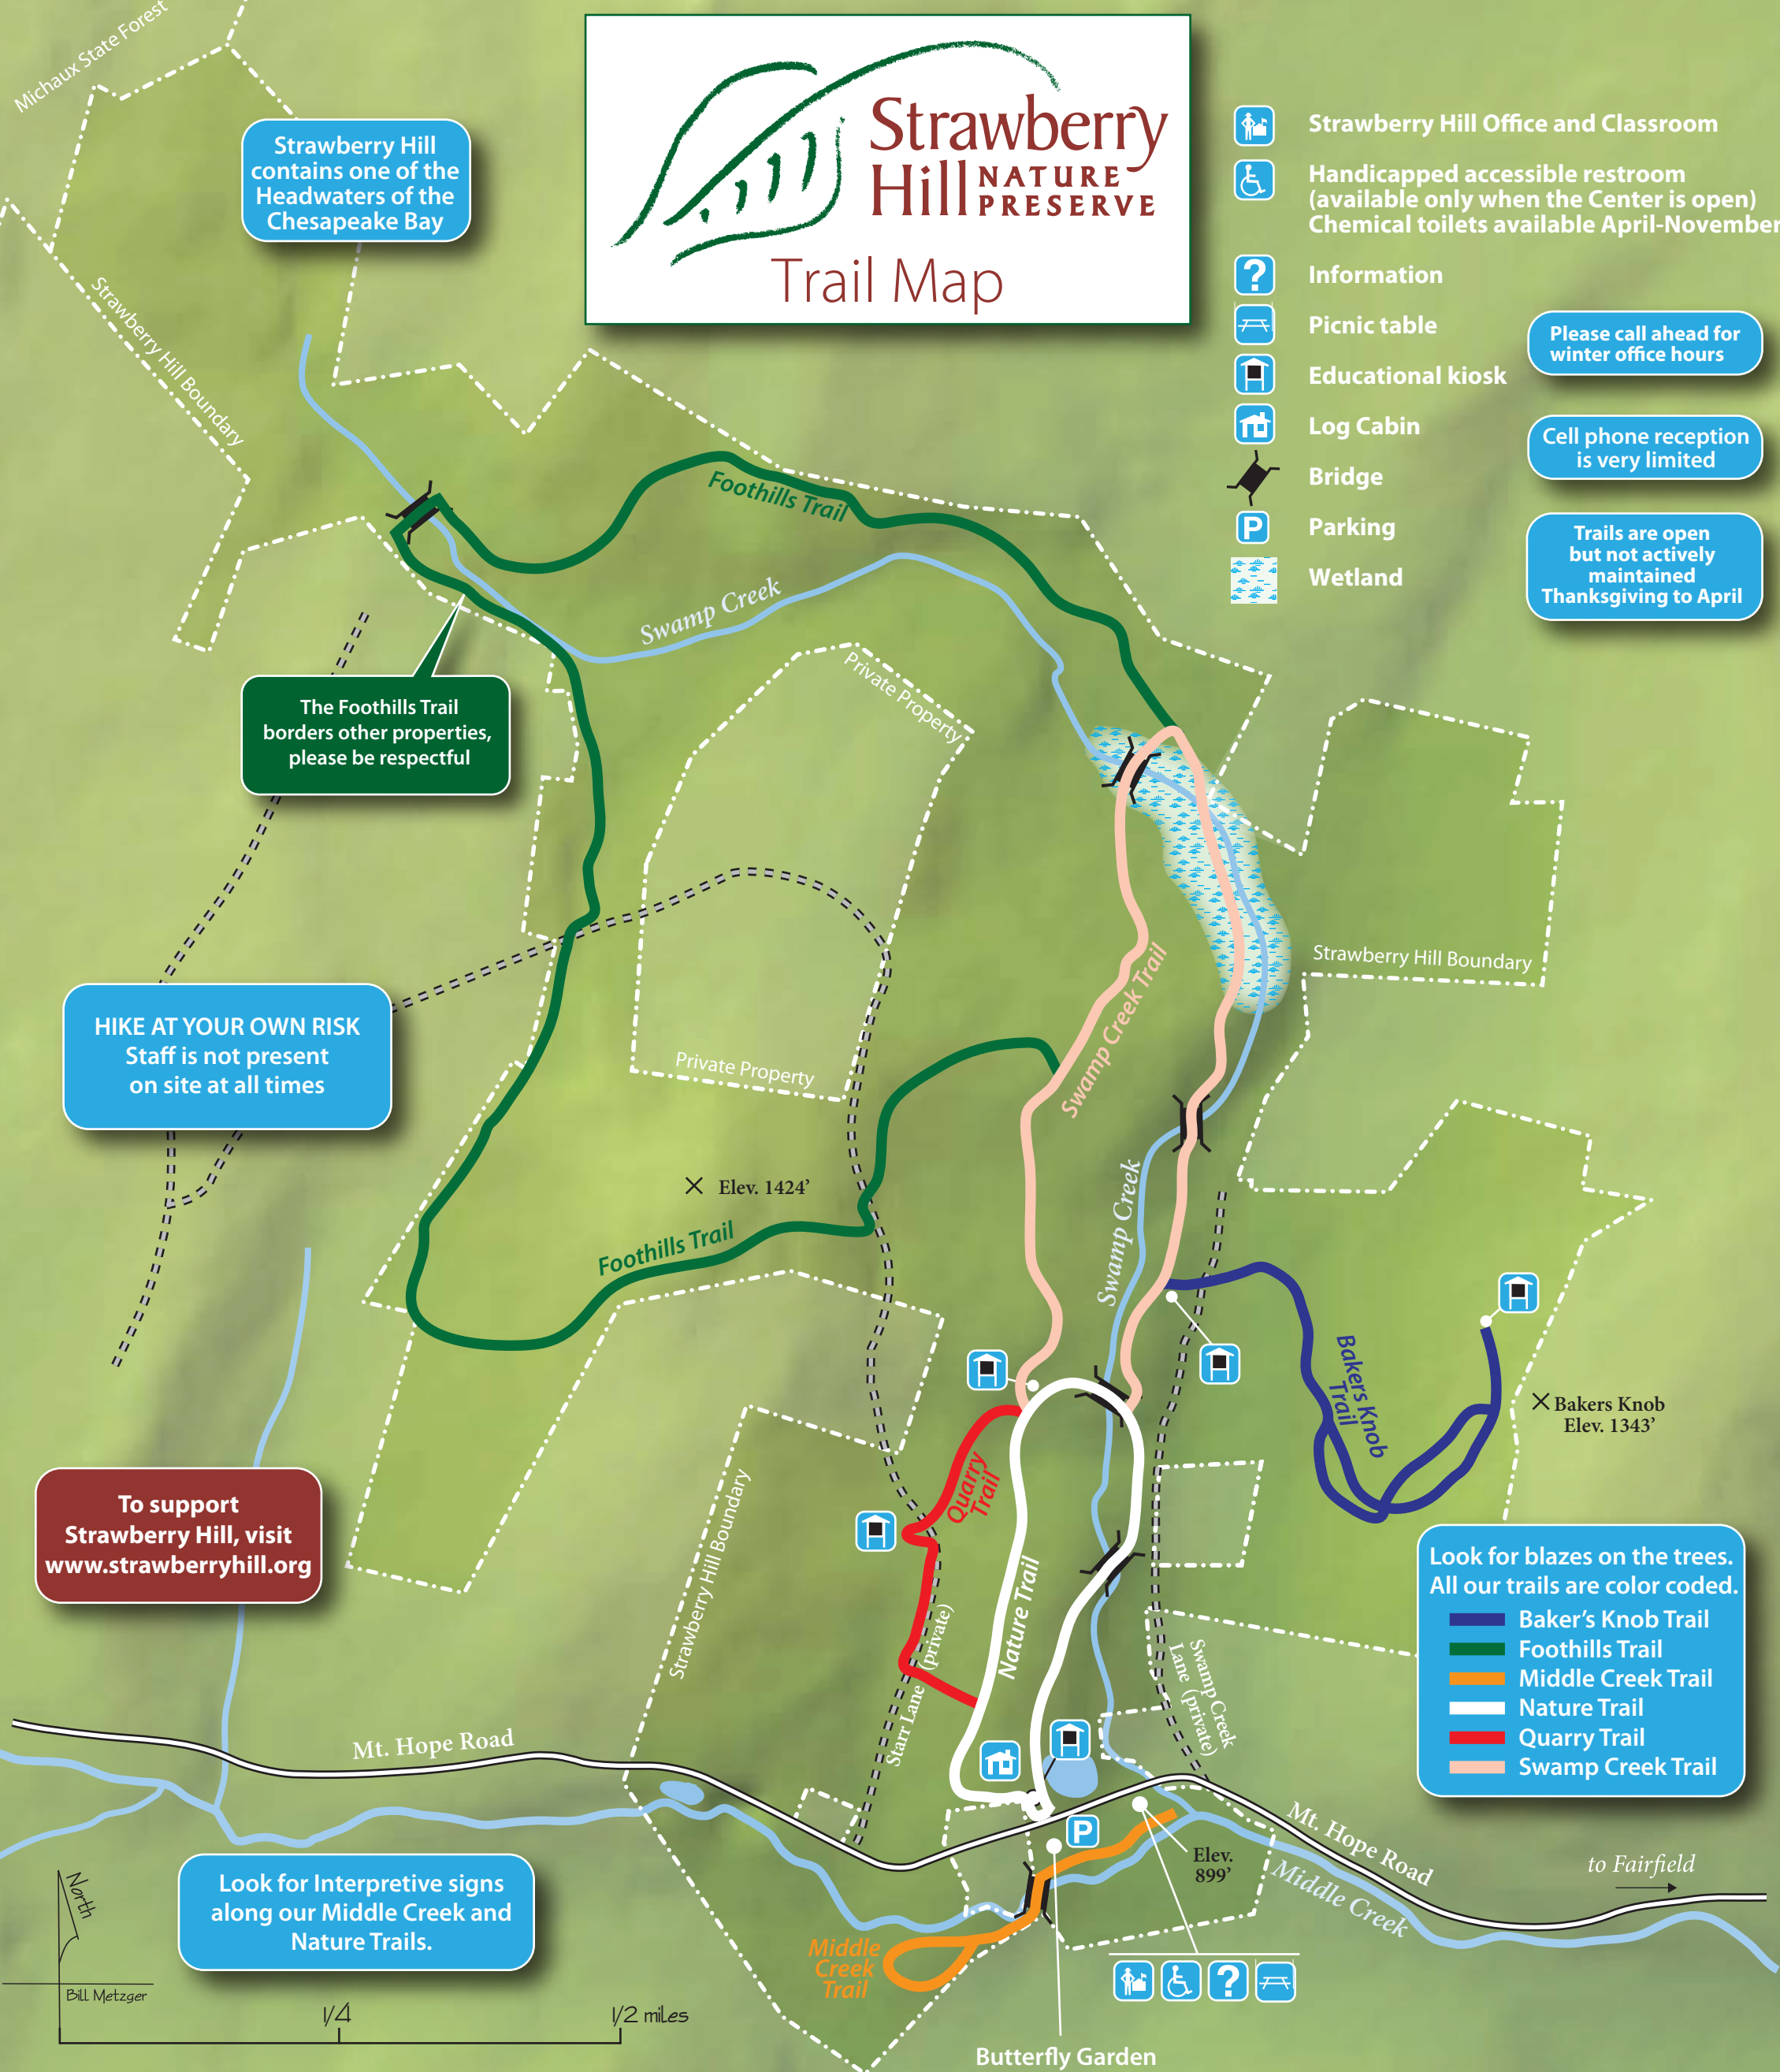 Michaux State Forest
Strawberry Hill
contains one of the
Headwaters of the
Chesapeake Bay
Strawberry
Hill NATURE
PRESERVE
Trail Map
Strawberry Hill Office and Classroom
Handicapped accessible restroom
(available only when the Center is open)
Chemical toilets available April-November
?
Information
Picnic table
Educational kiosk
Log Cabin
Bridge
P
Parking
Wetland
Please call ahead for
winter office hours
Cell phone reception
is very limited
Trails are open
but not actively
maintained
Thanksgiving to April
Strawberry Hill Boundary
Foothills Trail
Swamp Creek
Private Property
The Foothills Trail
borders other properties,
please be respectful
Strawberry Hill Boundary
Swamp Creek Trail
HIKE AT YOUR OWN RISK
Staff is not present
on site at all times
Private Property
Elev. 1424'
Foothills Trail
Swamp Creek
Bakers Knob
Trail
Bakers Knob
Elev. 1343'
Quarry
Trail
To support
Strawberry Hill, visit
www.strawberryhill.org
Strawberry Hill Boundary
Nature Trail
Starr Lane (private)
Swamp Creek
Lane (private)
Look for blazes on the trees.
All our trails are color coded.
Baker's Knob Trail
Foothills Trail
Middle Creek Trail
Nature Trail
Quarry Trail
Swamp Creek Trail
Mt. Hope Road
P
Elev.
899'
Mt. Hope Road
Middle Creek
to Fairfield
North
Look for Interpretive signs
along our Middle Creek and
Nature Trails.
Middle
Creek
Trail
?
Bill Metzger
1/4
1/2 miles
Butterfly Garden